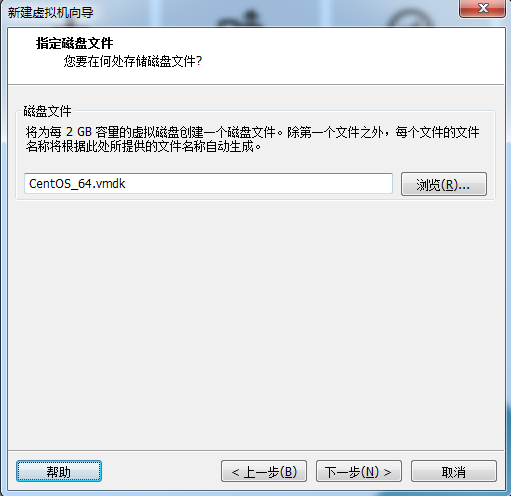 新建虚拟机向导
指定磁盘文件
您要在何处存储磁盘文件?
磁盘文件
将为每 2 GB 容量的虚拟磁盘创建一个磁盘文件。除第一个文件之外，每个文件的文件
名称将根据此处所提供的文件名称自动生成。
CentOS_64.vmdk
浏览(R)...
帮助
< 上一步(B)
下一步(N) >
取消